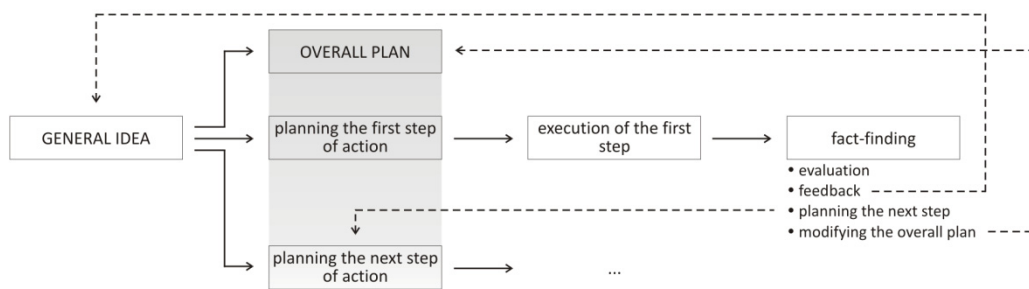 OVERALL PLAN
GENERAL IDEA
planning the first step
of action
execution of the first
step
fact-finding
• evaluation
• feedback
• planning the next step
• modifying the overall plan
planning the next step
of action
...